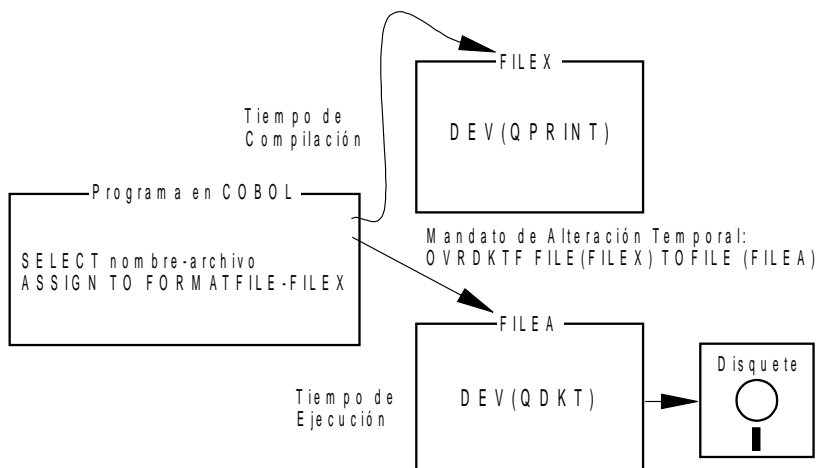 FILEX
DEV(QPRINT)
Tiempo de
Compilación
Programa en COBOL
SELECT nombre-archivo
ASSIGN TO FORMATFILE-FILEX
Mandato de Alteración Temporal:
OVRDKTF FILE(FILEX) TOFILE (FILEA)
FILEA
DEV(QDKT)
Tiempo de
Ejecución
Disquete